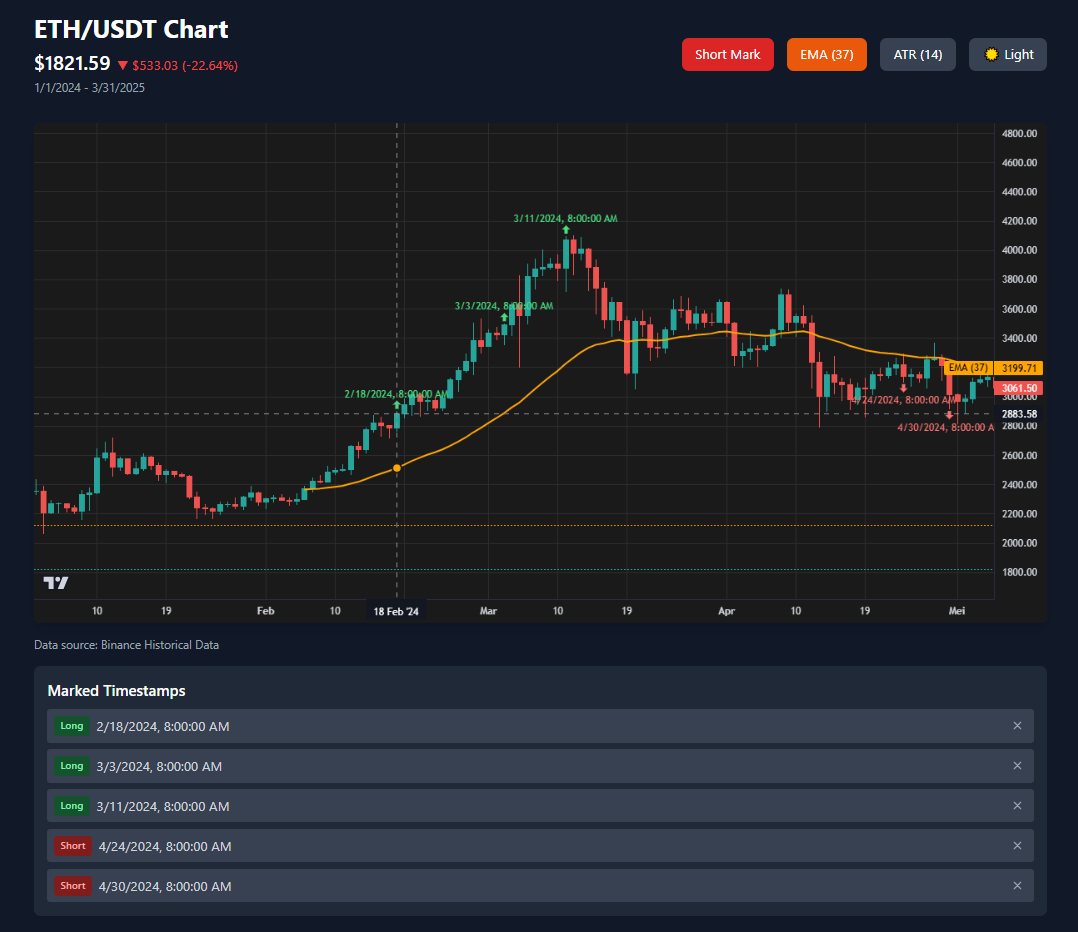 ETH/USDT Chart
$1821.59 ▼ $533.03 (-22.64%)
1/1/2024 - 3/31/2025
Short Mark
EMA (37)
ATR (14)
Light
4800.00
4600.00
4400.00
4200.00
4000.00
3800.00
3600.00
3400.00
EMA (37) 3199.71
3061.50
3000.00
2883.58
2800.00
2600.00
2400.00
2200.00
2000.00
1800.00
3/11/2024, 8:00:00 AM
3/3/2024, 8:00:00 AM
2/18/2024, 8:00:00 AM
4/24/2024, 8:00:00 AM
4/30/2024, 8:00:00 A
10 19 Feb 10 18 Feb '24 Mar 10 19 Apr 10 19 Mei
Data source: Binance Historical Data
Marked Timestamps
Long 2/18/2024, 8:00:00 AM ×
Long 3/3/2024, 8:00:00 AM ×
Long 3/11/2024, 8:00:00 AM ×
Short 4/24/2024, 8:00:00 AM ×
Short 4/30/2024, 8:00:00 AM ×